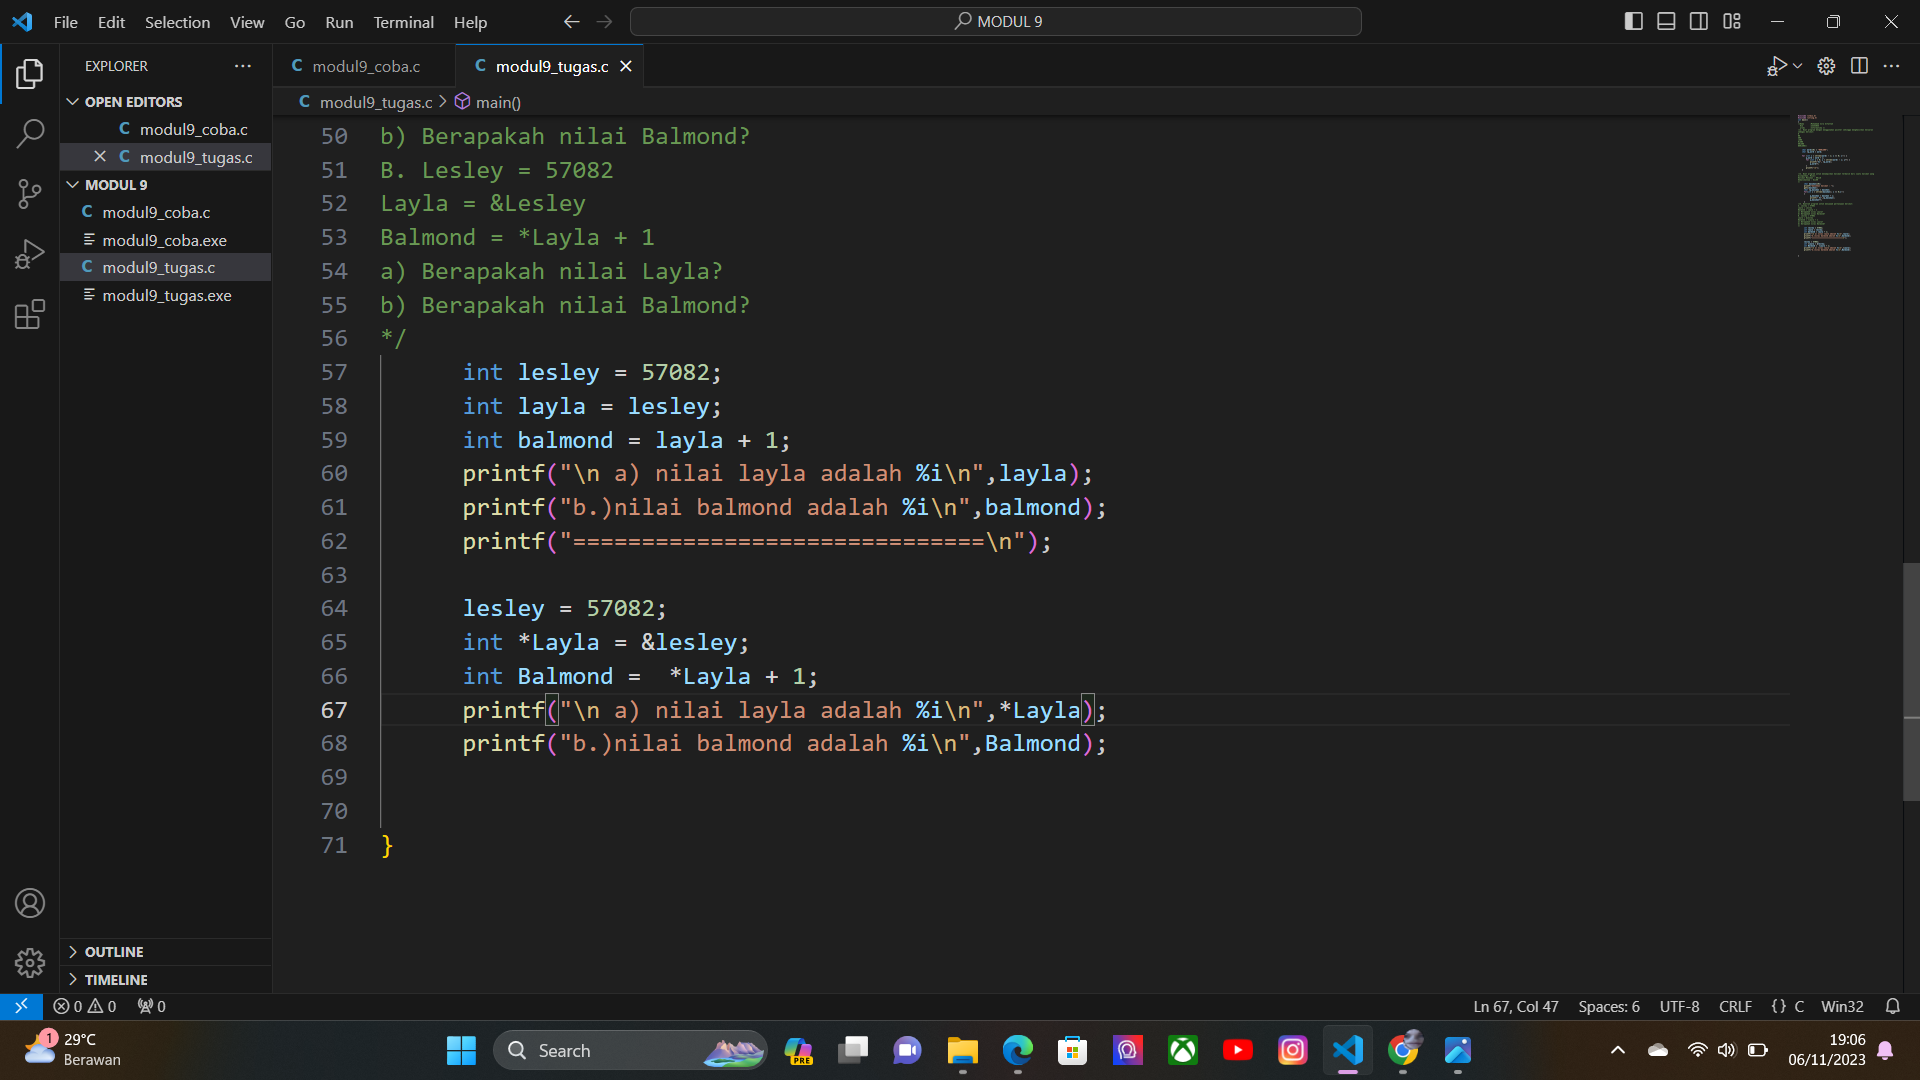 File Edit Selection View Go Run Terminal Help
MODUL 9
EXPLORER
OPEN EDITORS
C modul9_coba.c
C modul9_tugas.c
MODUL 9
C modul9_coba.c
modul9_coba.exe
C modul9_tugas.c
modul9_tugas.exe
OUTLINE
TIMELINE
C modul9_coba.c
C modul9_tugas.c
C modul9_tugas.c > main()
50 b) Berapakah nilai Balmond?
51 B. Lesley = 57082
52 Layla = &Lesley
53 Balmond = *Layla + 1
54 a) Berapakah nilai Layla?
55 b) Berapakah nilai Balmond?
56 */
57 int lesley = 57082;
58 int layla = lesley;
59 int balmond = layla + 1;
60 printf("\n a) nilai layla adalah %i\n",layla);
61 printf("b.)nilai balmond adalah %i\n",balmond);
62 printf("==============================\n");
63
64 lesley = 57082;
65 int *Layla = &lesley;
66 int Balmond =  *Layla + 1;
67 printf("\n a) nilai layla adalah %i\n",*Layla);
68 printf("b.)nilai balmond adalah %i\n",Balmond);
69
70
71 }
0 0 0
Ln 67, Col 47 Spaces: 6 UTF-8 CRLF {} C Win32
1
29°C
Berawan
Search
PRE
19:06
06/11/2023